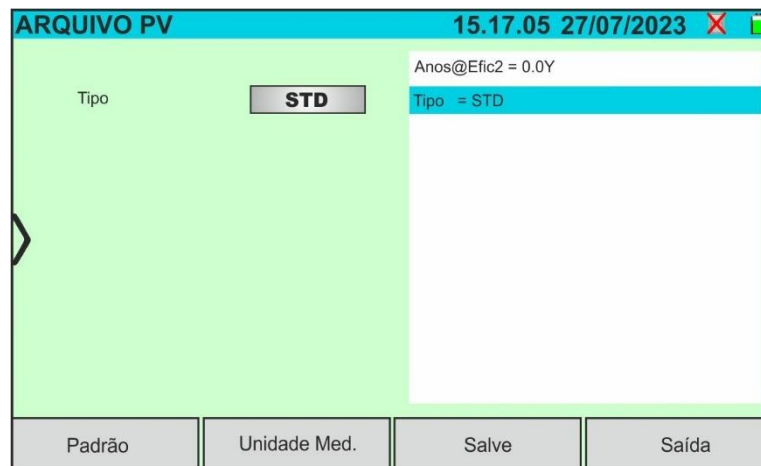 ARQUIVO PV 15.17.05 27/07/2023
Anos@Efic2 = 0.0Y
Tipo STD
Tipo = STD
Padrão
Unidade Med.
Salve
Saída